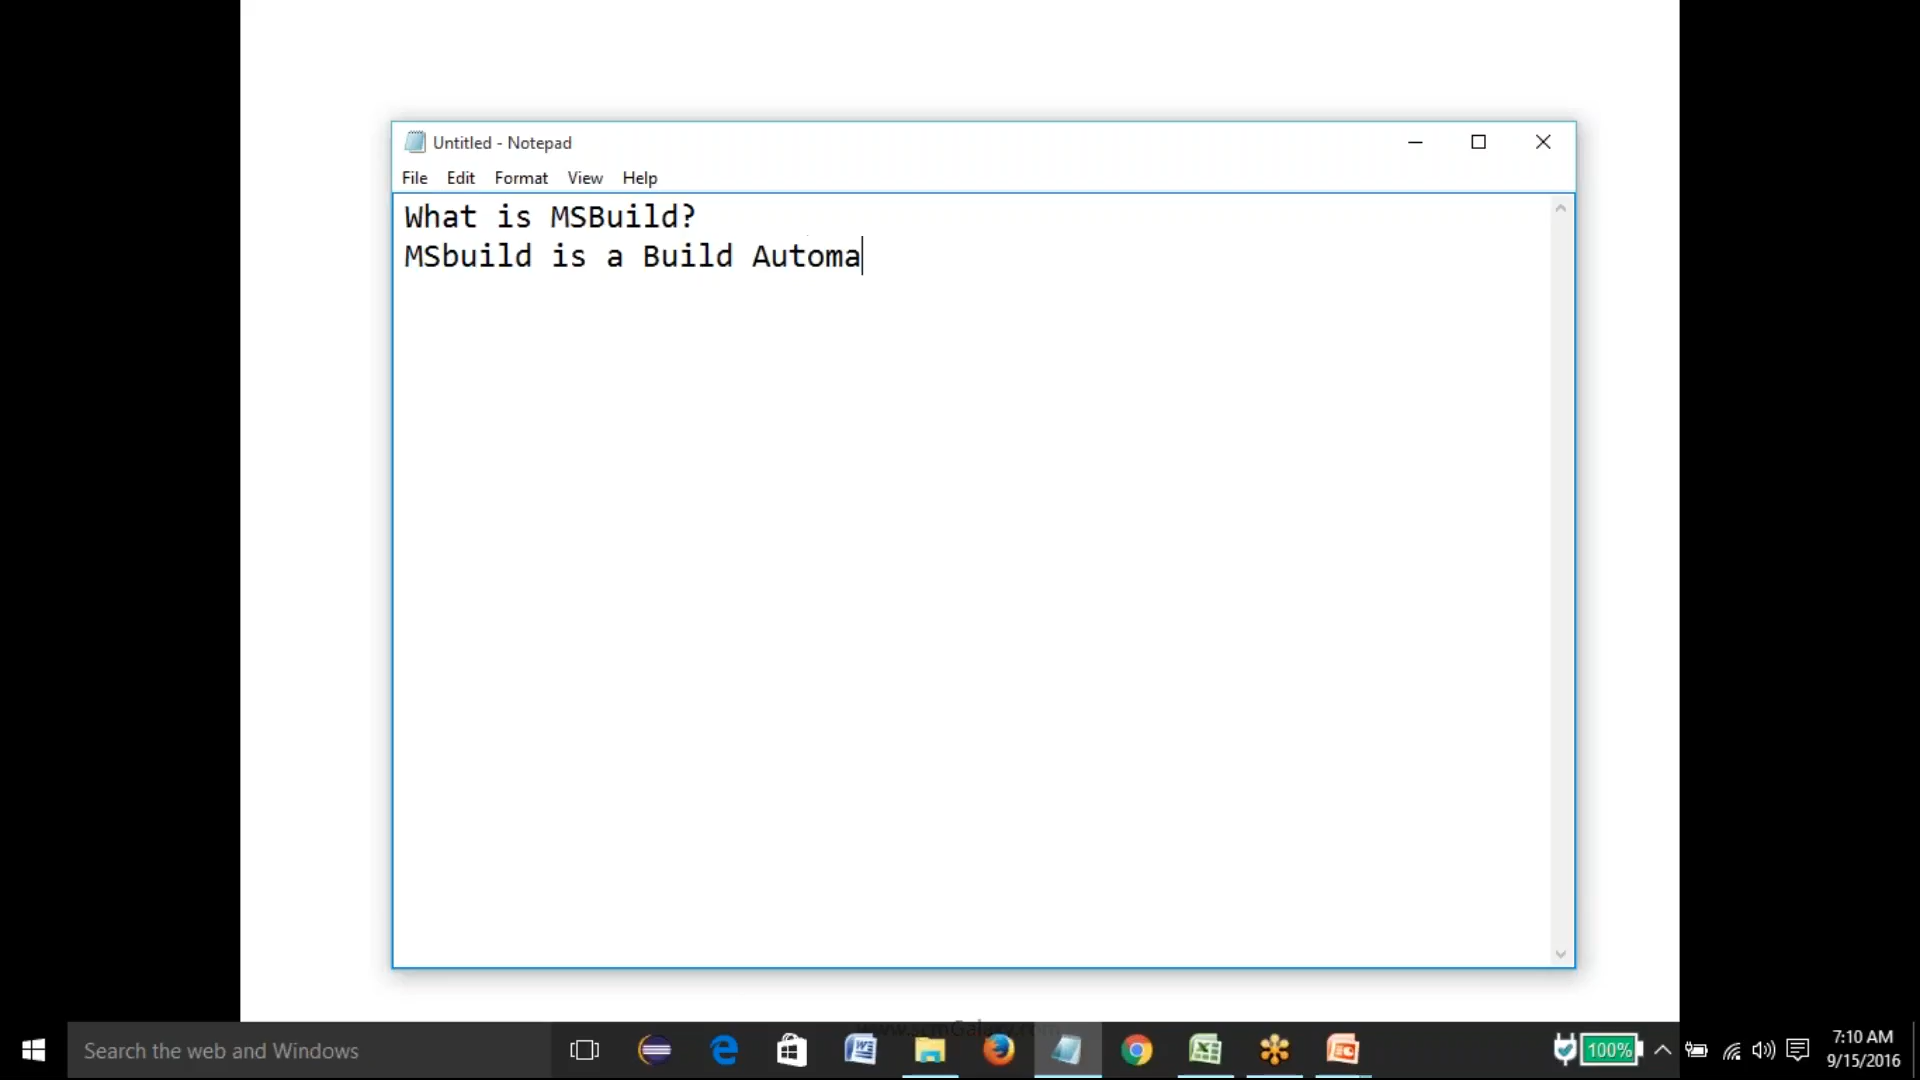 Untitled - Notepad
File Edit Format View Help
What is MSBuild?
MSbuild is a Build Automa
Search the web and Windows
100%
7:10 AM
9/15/2016